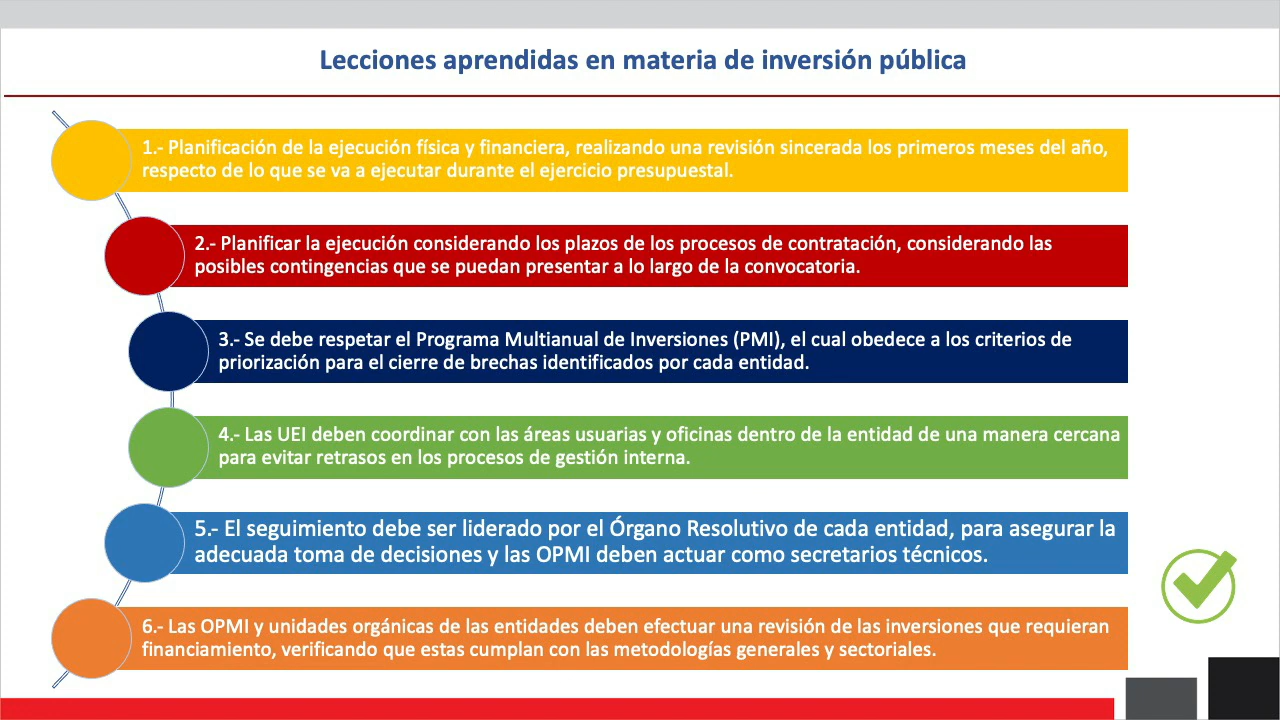 Lecciones aprendidas en materia de inversión pública
1.- Planificación de la ejecución física y financiera, realizando una revisión sincerada los primeros meses del año,
respecto de lo que se va a ejecutar durante el ejercicio presupuestal.
2.- Planificar la ejecución considerando los plazos de los procesos de contratación, considerando las
posibles contingencias que se puedan presentar a lo largo de la convocatoria.
3.- Se debe respetar el Programa Multianual de Inversiones (PMI), el cual obedece a los criterios de
priorización para el cierre de brechas identificados por cada entidad.
4.- Las UEI deben coordinar con las áreas usuarias y oficinas dentro de la entidad de una manera cercana
para evitar retrasos en los procesos de gestión interna.
5.- El seguimiento debe ser liderado por el Órgano Resolutivo de cada entidad, para asegurar la
adecuada toma de decisiones y las OPMI deben actuar como secretarios técnicos.
6.- Las OPMI y unidades orgánicas de las entidades deben efectuar una revisión de las inversiones que requieran
financiamiento, verificando que estas cumplan con las metodologías generales y sectoriales.